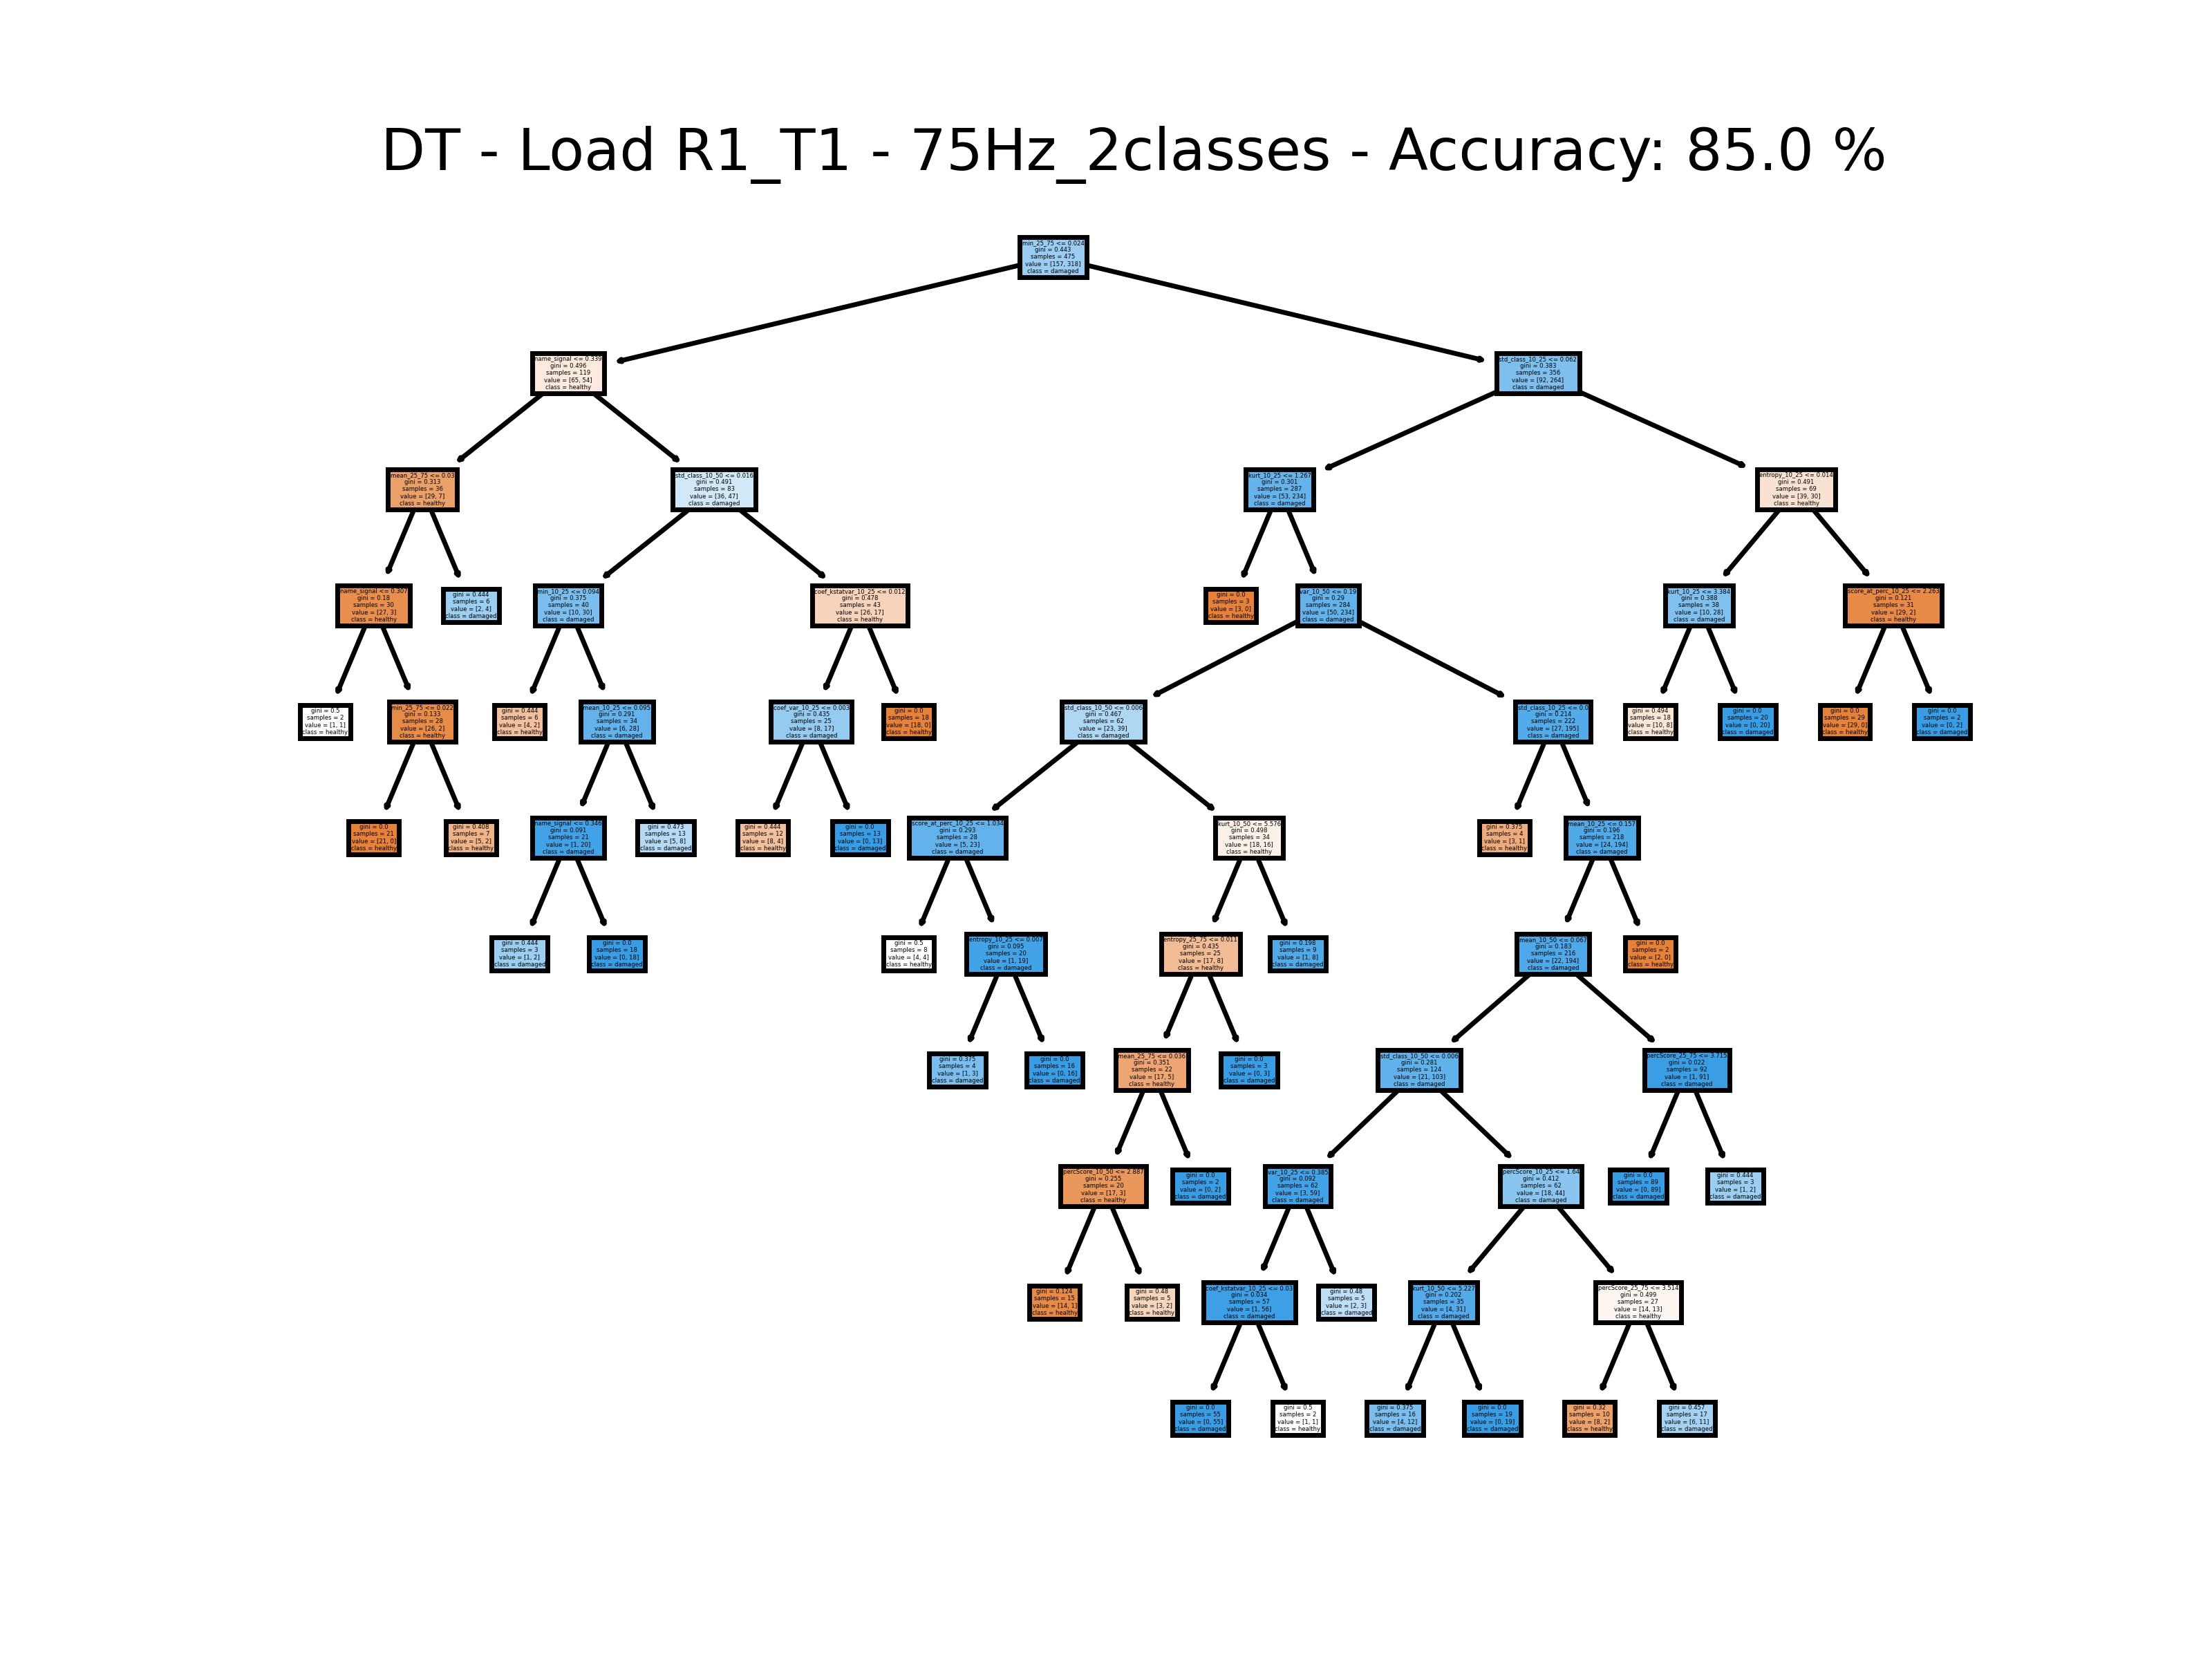 DT - Load R1_T1 - 75Hz_2classes - Accuracy: 85.0 %
min_25_75 <= 0.024
gini = 0.443
samples = 475
value = [157, 318]
class = damaged
name_signal <= 0.339
gini = 0.496
samples = 119
value = [65, 54]
class = healthy
std_class_10_25 <= 0.062
gini = 0.383
samples = 356
value = [92, 264]
class = damaged
mean_25_75 <= 0.03
gini = 0.313
samples = 36
value = [29, 7]
class = healthy
std_class_10_50 <= 0.016
gini = 0.491
samples = 83
value = [36, 47]
class = damaged
kurt_10_25 <= 1.267
gini = 0.301
samples = 287
value = [53, 234]
class = damaged
entropy_10_25 <= 0.014
gini = 0.491
samples = 69
value = [39, 30]
class = healthy
name_signal <= 0.307
gini = 0.18
samples = 30
value = [27, 3]
class = healthy
gini = 0.444
samples = 6
value = [2, 4]
class = damaged
min_10_25 <= 0.094
gini = 0.375
samples = 40
value = [10, 30]
class = damaged
coef_kstatvar_10_25 <= 0.012
gini = 0.478
samples = 43
value = [26, 17]
class = healthy
gini = 0.0
samples = 3
value = [3, 0]
class = healthy
var_10_50 <= 0.19
gini = 0.29
samples = 284
value = [50, 234]
class = damaged
kurt_10_25 <= 3.384
gini = 0.388
samples = 38
value = [10, 28]
class = damaged
score_at_perc_10_25 <= 2.263
gini = 0.121
samples = 31
value = [29, 2]
class = healthy
gini = 0.5
samples = 2
value = [1, 1]
class = healthy
min_25_75 <= 0.022
gini = 0.133
samples = 28
value = [26, 2]
class = healthy
gini = 0.444
samples = 6
value = [4, 2]
class = healthy
mean_10_25 <= 0.095
gini = 0.291
samples = 34
value = [6, 28]
class = damaged
coef_var_10_25 <= 0.003
gini = 0.435
samples = 25
value = [8, 17]
class = damaged
gini = 0.0
samples = 18
value = [18, 0]
class = healthy
std_class_10_50 <= 0.006
gini = 0.467
samples = 62
value = [23, 39]
class = damaged
std_class_10_25 <= 0.0
gini = 0.214
samples = 222
value = [27, 195]
class = damaged
gini = 0.494
samples = 18
value = [10, 8]
class = healthy
gini = 0.0
samples = 20
value = [0, 20]
class = damaged
gini = 0.0
samples = 29
value = [29, 0]
class = healthy
gini = 0.0
samples = 2
value = [0, 2]
class = damaged
gini = 0.0
samples = 21
value = [21, 0]
class = healthy
gini = 0.408
samples = 7
value = [5, 2]
class = healthy
name_signal <= 0.346
gini = 0.091
samples = 21
value = [1, 20]
class = damaged
gini = 0.473
samples = 13
value = [5, 8]
class = damaged
gini = 0.444
samples = 12
value = [8, 4]
class = healthy
gini = 0.0
samples = 13
value = [0, 13]
class = damaged
score_at_perc_10_25 <= 1.034
gini = 0.293
samples = 28
value = [5, 23]
class = damaged
kurt_10_50 <= 5.576
gini = 0.498
samples = 34
value = [18, 16]
class = healthy
gini = 0.375
samples = 4
value = [3, 1]
class = healthy
mean_10_25 <= 0.157
gini = 0.196
samples = 218
value = [24, 194]
class = damaged
gini = 0.444
samples = 3
value = [1, 2]
class = damaged
gini = 0.0
samples = 18
value = [0, 18]
class = damaged
gini = 0.5
samples = 8
value = [4, 4]
class = healthy
entropy_10_25 <= 0.007
gini = 0.095
samples = 20
value = [1, 19]
class = damaged
entropy_25_75 <= 0.011
gini = 0.435
samples = 25
value = [17, 8]
class = healthy
gini = 0.198
samples = 9
value = [1, 8]
class = damaged
mean_10_50 <= 0.067
gini = 0.183
samples = 216
value = [22, 194]
class = damaged
gini = 0.0
samples = 2
value = [2, 0]
class = healthy
gini = 0.375
samples = 4
value = [1, 3]
class = damaged
gini = 0.0
samples = 16
value = [0, 16]
class = damaged
mean_25_75 <= 0.036
gini = 0.351
samples = 22
value = [17, 5]
class = healthy
gini = 0.0
samples = 3
value = [0, 3]
class = damaged
std_class_10_50 <= 0.006
gini = 0.281
samples = 124
value = [21, 103]
class = damaged
percScore_25_75 <= 3.715
gini = 0.022
samples = 92
value = [1, 91]
class = damaged
percScore_10_50 <= 2.887
gini = 0.255
samples = 20
value = [17, 3]
class = healthy
gini = 0.0
samples = 2
value = [0, 2]
class = damaged
var_10_25 <= 0.385
gini = 0.092
samples = 62
value = [3, 59]
class = damaged
percScore_10_25 <= 1.64
gini = 0.412
samples = 62
value = [18, 44]
class = damaged
gini = 0.0
samples = 89
value = [0, 89]
class = damaged
gini = 0.444
samples = 3
value = [1, 2]
class = damaged
gini = 0.124
samples = 15
value = [14, 1]
class = healthy
gini = 0.48
samples = 5
value = [3, 2]
class = healthy
coef_kstatvar_10_25 <= 0.03
gini = 0.034
samples = 57
value = [1, 56]
class = damaged
gini = 0.48
samples = 5
value = [2, 3]
class = damaged
kurt_10_50 <= 5.227
gini = 0.202
samples = 35
value = [4, 31]
class = damaged
percScore_25_75 <= 3.514
gini = 0.499
samples = 27
value = [14, 13]
class = healthy
gini = 0.0
samples = 55
value = [0, 55]
class = damaged
gini = 0.5
samples = 2
value = [1, 1]
class = healthy
gini = 0.375
samples = 16
value = [4, 12]
class = damaged
gini = 0.0
samples = 19
value = [0, 19]
class = damaged
gini = 0.32
samples = 10
value = [8, 2]
class = healthy
gini = 0.457
samples = 17
value = [6, 11]
class = damaged